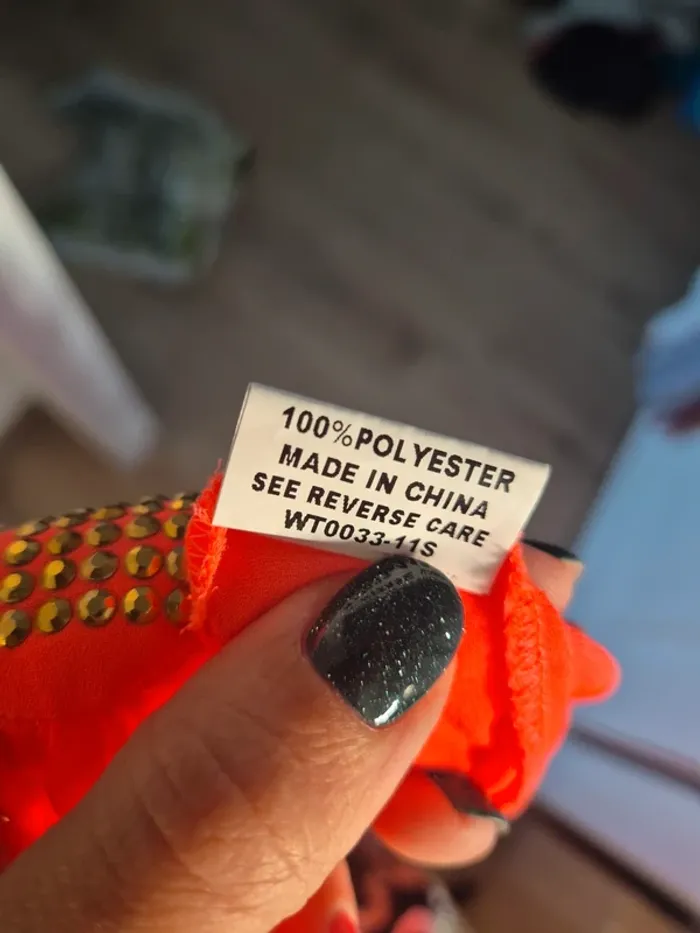 100%POLYESTER
MADE IN CHINA
SEE REVERSE CARE
WT0033-11S